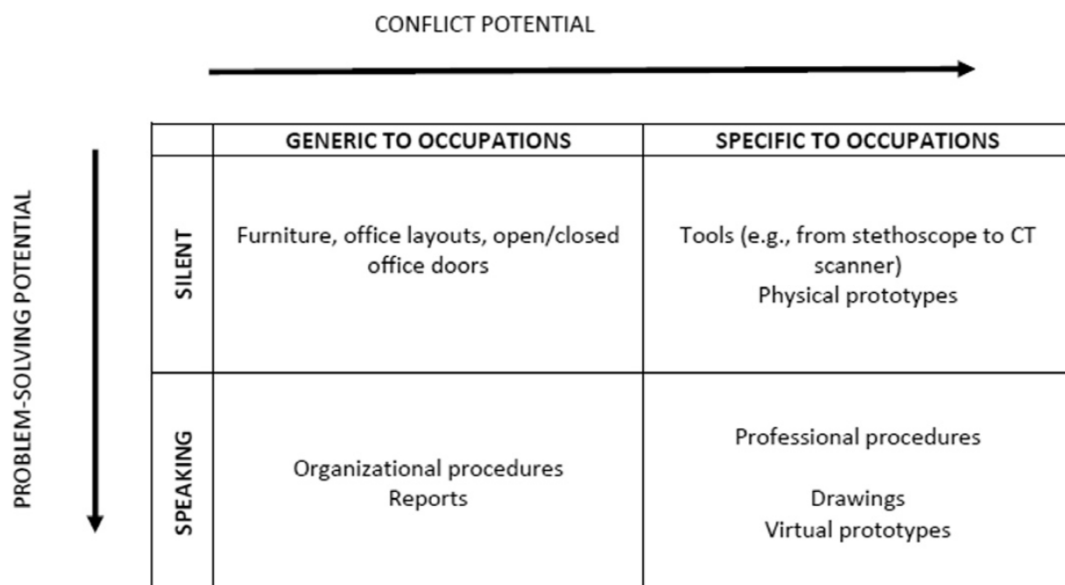 CONFLICT POTENTIAL
PROBLEM-SOLVING POTENTIAL
GENERIC TO OCCUPATIONS
SPECIFIC TO OCCUPATIONS
SILENT
Furniture, office layouts, open/closed
office doors
Tools (e.g., from stethoscope to CT
scanner)
Physical prototypes
SPEAKING
Organizational procedures
Reports
Professional procedures
Drawings
Virtual prototypes